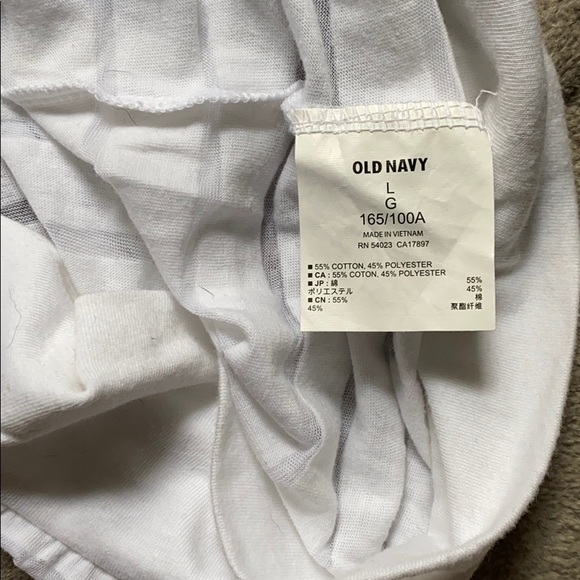 OLD NAVY
L
G
165/100A
MADE IN VIETNAM
RN 54023 CA17897
■ 55% COTTON, 45% POLYESTER
■ CA : 55% COTON, 45% POLYESTER
■ JP : 綿 55%
ポリエステル 45%
■ CN : 55% 棉
45% 聚酯纤维